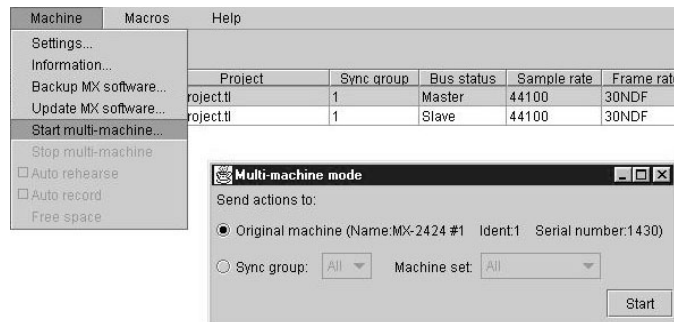 Machine Macros Help
Settings...
Information...
Backup MX software...
Update MX software...
Start multi-machine...
Stop multi-machine
Auto rehearse
Auto record
Free space
Project Sync group Bus status Sample rate Frame rat
roject.tl 1 Master 44100 30NDF
roject.tl 1 Slave 44100 30NDF
Multi-machine mode
Send actions to:
Original machine (Name:MX-2424 #1 Ident:1 Serial number:1430)
Sync group: All Machine set: All
Start